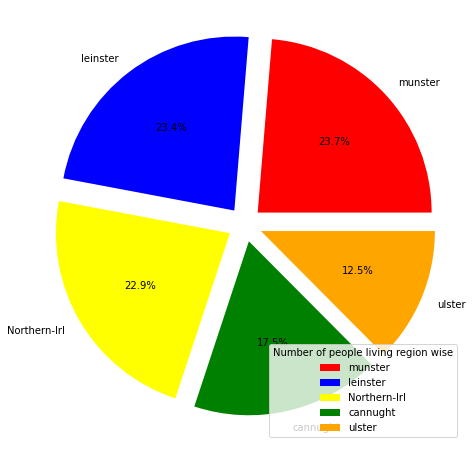 leinster
munster
23.4%
23.7%
12.5%
22.9%
ulster
Northern-Irl
17.5%
cannught
Number of people living region wise
munster
leinster
Northern-Irl
cannught
ulster